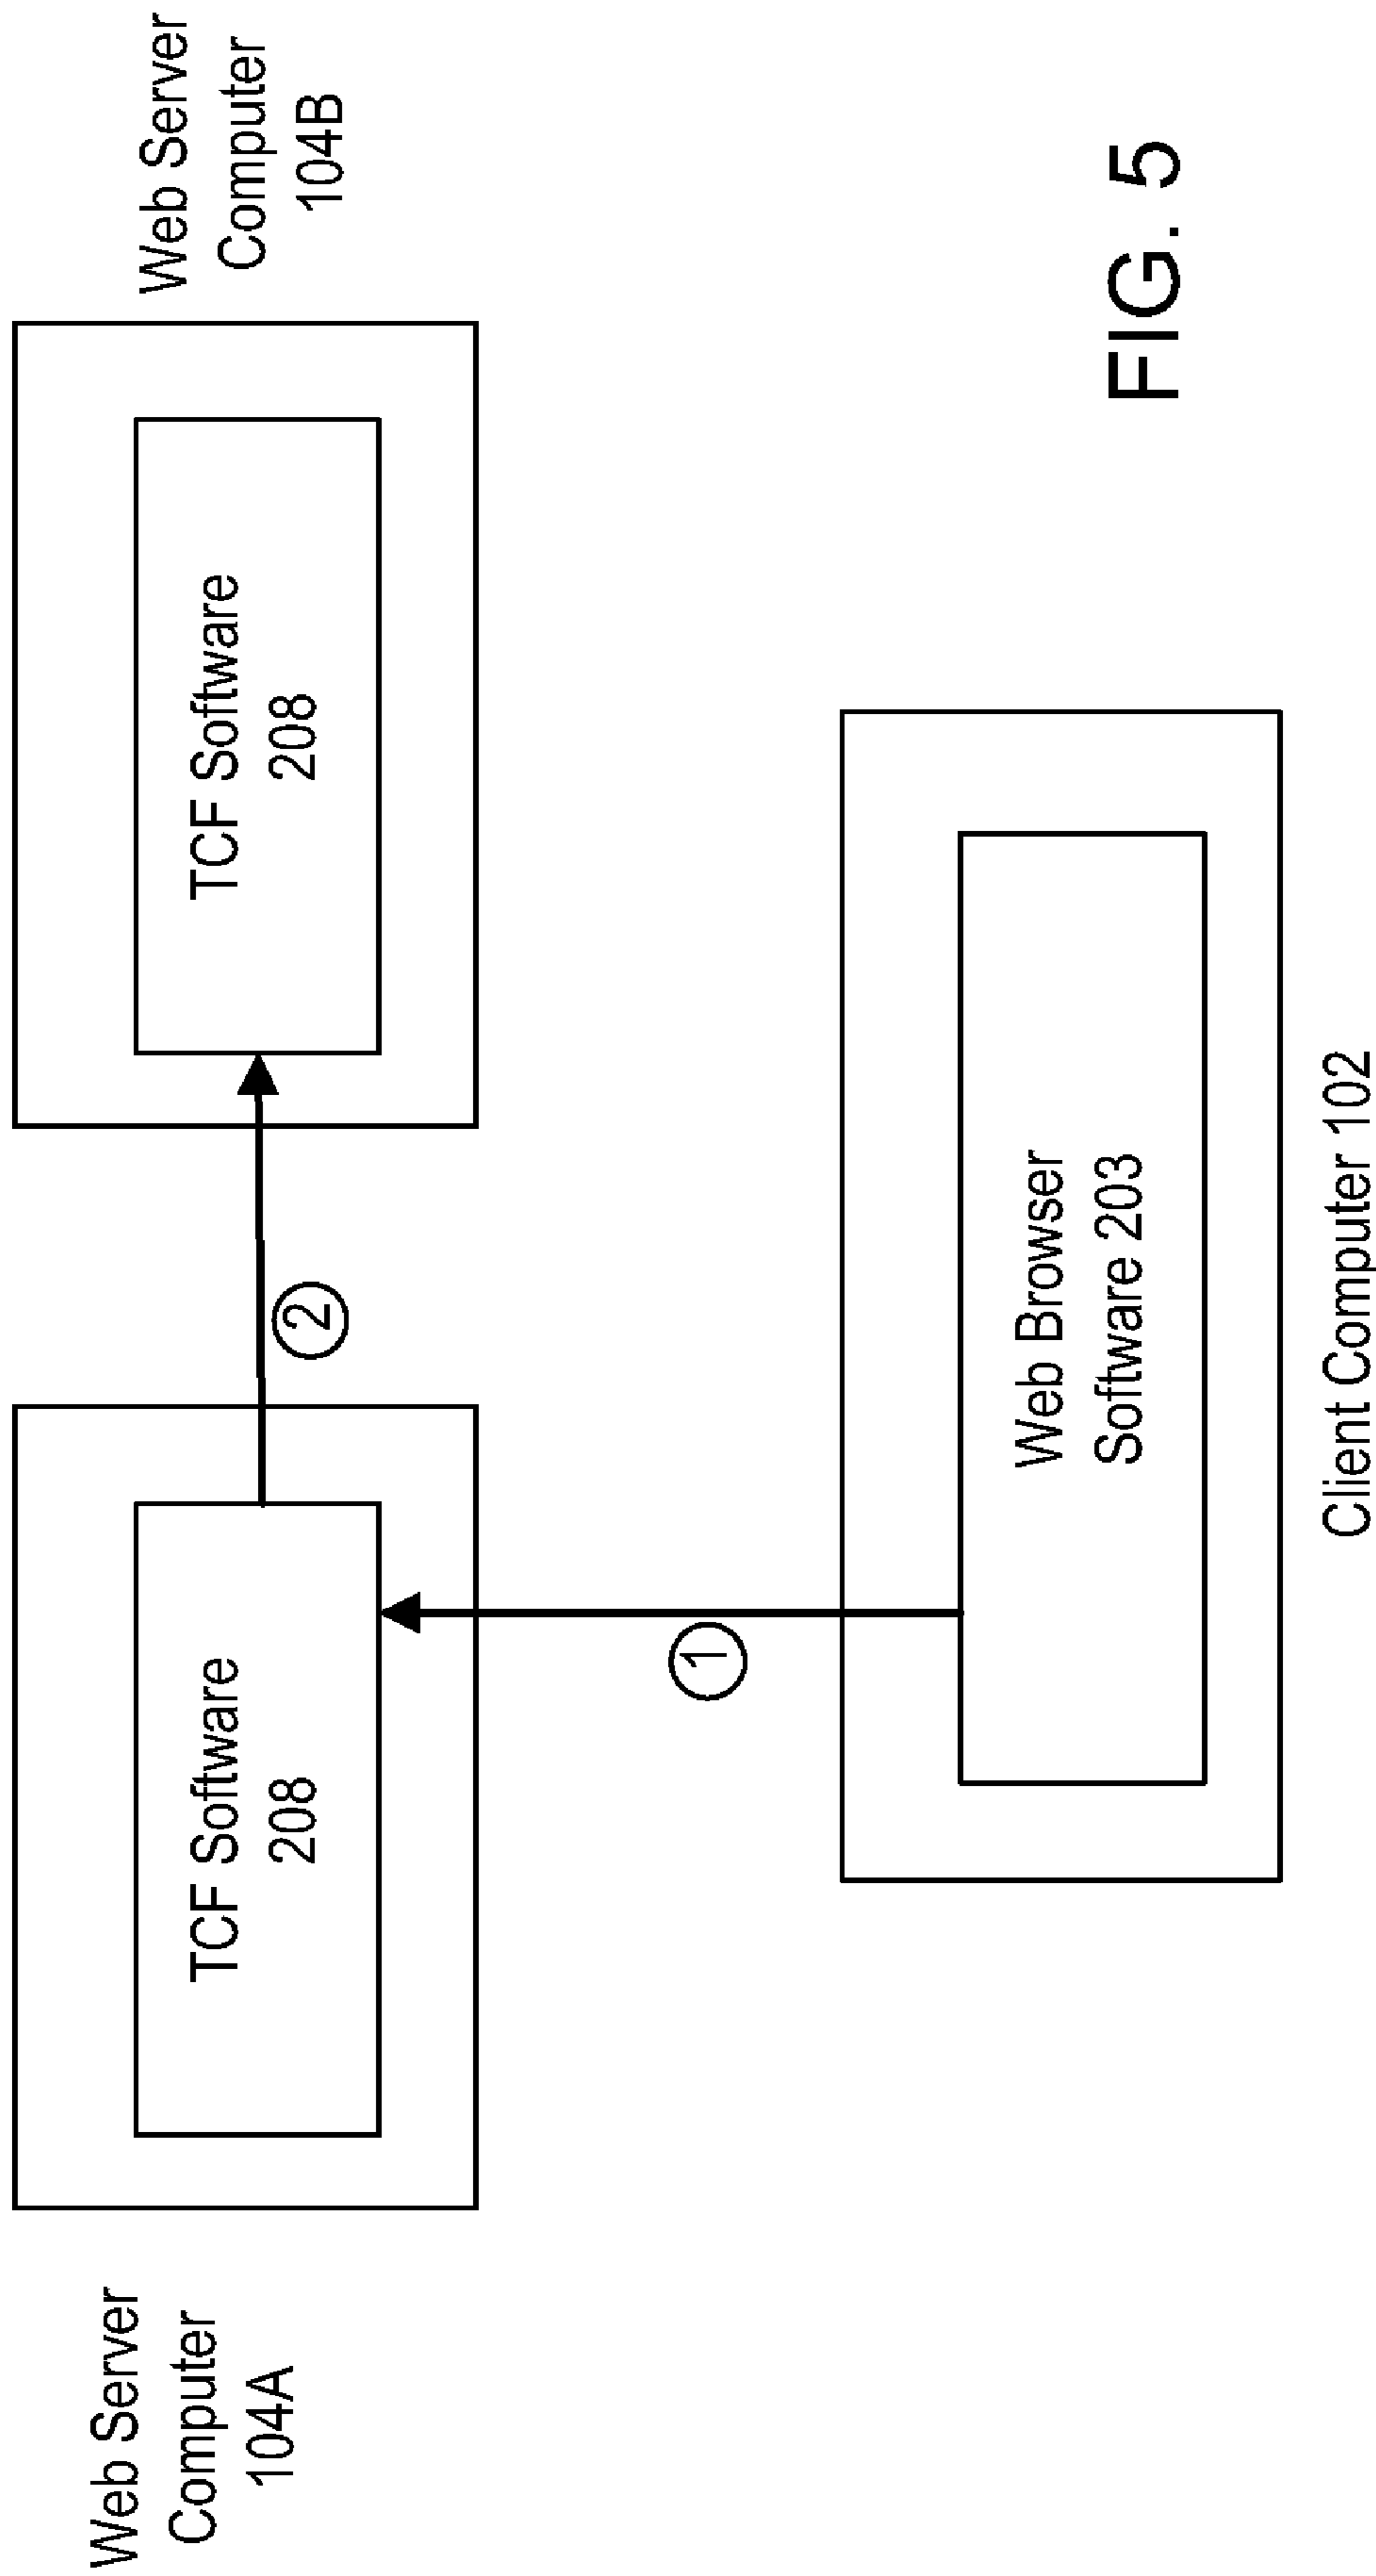 Web Server
Computer
104A
TCF Software
208
2
TCF Software
208
Web Server
Computer
104B
1
Web Browser
Software 203
Client Computer 102
FIG. 5